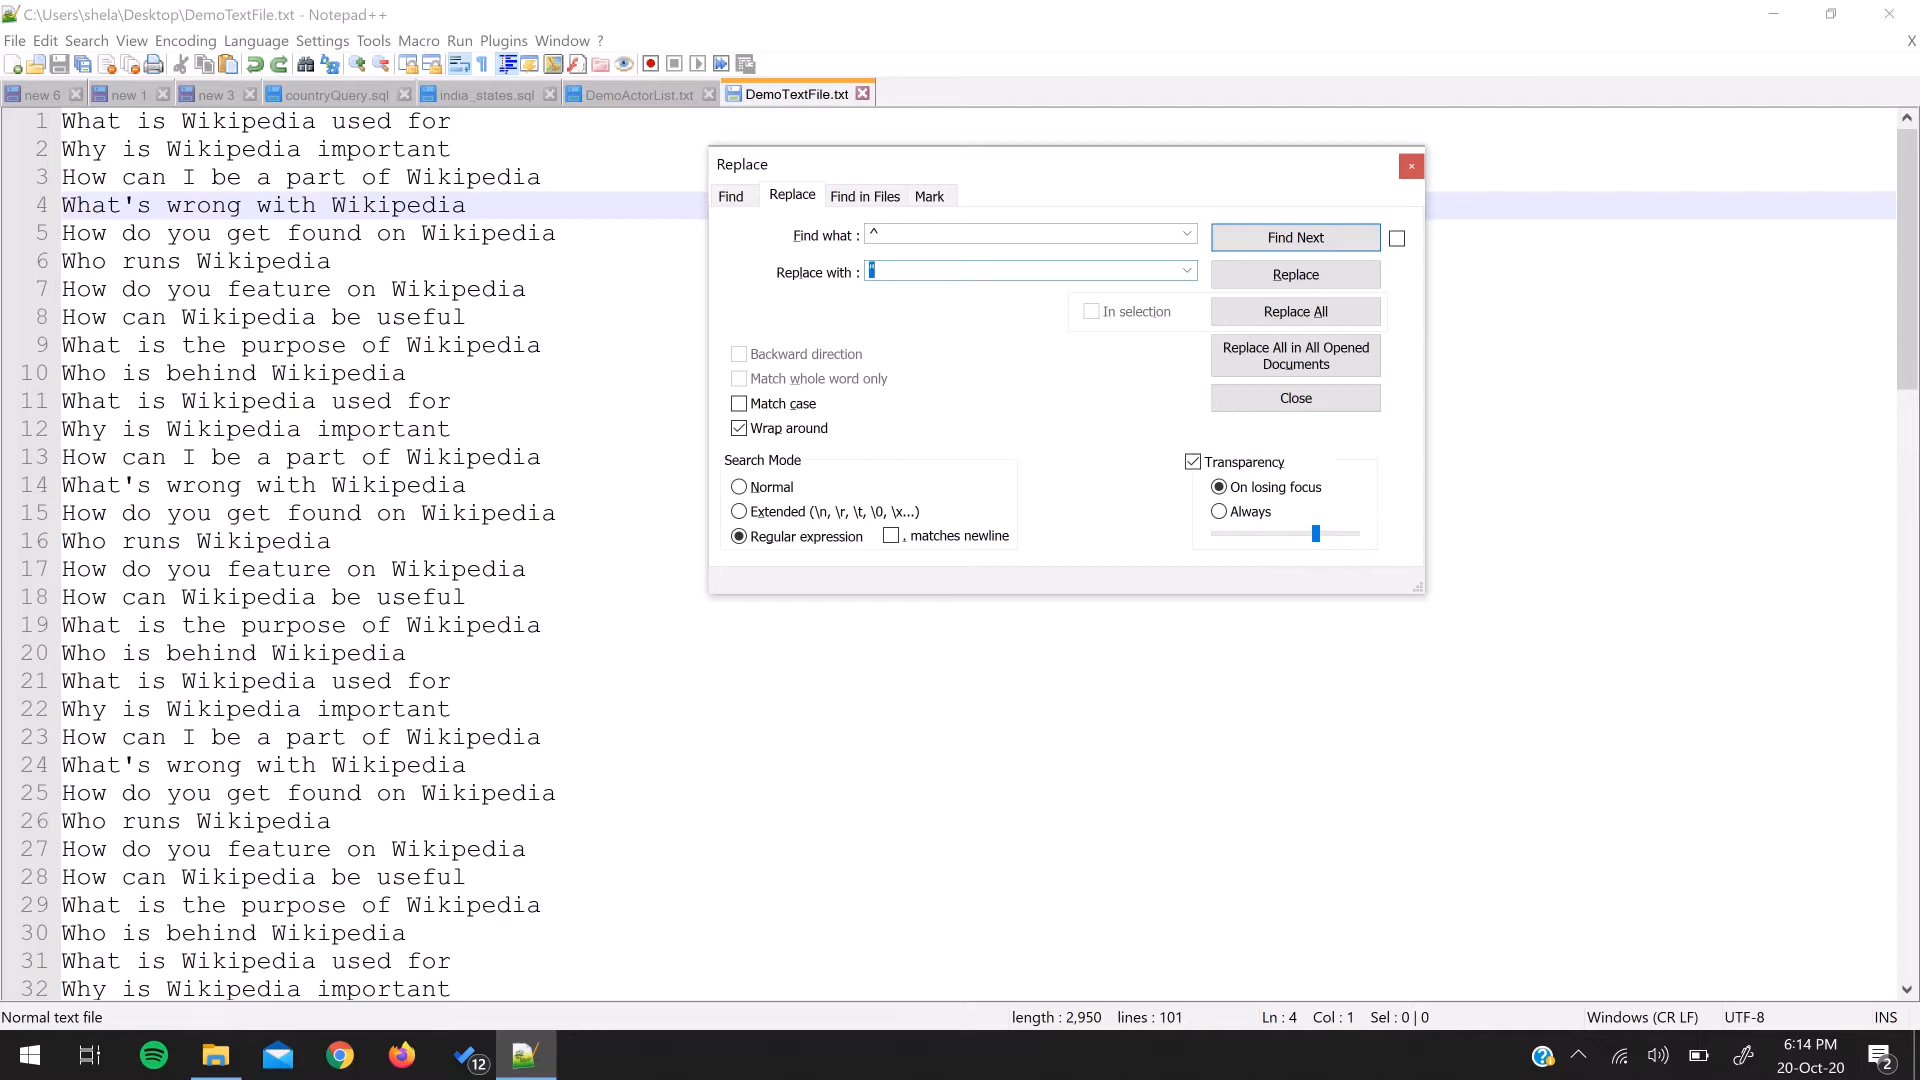 C:\Users\shela\Desktop\DemoTextFile.txt - Notepad++
File Edit Search View Encoding Language Settings Tools Macro Run Plugins Window ? X
new 6 new 1 new 3 countryQuery.sql india_states.sql DemoActorList.txt DemoTextFile.txt
1 What is Wikipedia used for
2 Why is Wikipedia important
3 How can I be a part of Wikipedia
4 What's wrong with Wikipedia
5 How do you get found on Wikipedia
6 Who runs Wikipedia
7 How do you feature on Wikipedia
8 How can Wikipedia be useful
9 What is the purpose of Wikipedia
10 Who is behind Wikipedia
11 What is Wikipedia used for
12 Why is Wikipedia important
13 How can I be a part of Wikipedia
14 What's wrong with Wikipedia
15 How do you get found on Wikipedia
16 Who runs Wikipedia
17 How do you feature on Wikipedia
18 How can Wikipedia be useful
19 What is the purpose of Wikipedia
20 Who is behind Wikipedia
21 What is Wikipedia used for
22 Why is Wikipedia important
23 How can I be a part of Wikipedia
24 What's wrong with Wikipedia
25 How do you get found on Wikipedia
26 Who runs Wikipedia
27 How do you feature on Wikipedia
28 How can Wikipedia be useful
29 What is the purpose of Wikipedia
30 Who is behind Wikipedia
31 What is Wikipedia used for
32 Why is Wikipedia important
Replace
Find Replace Find in Files Mark
Find what : ^ Find Next
Replace with : " Replace
In selection Replace All
Replace All in All Opened
Documents
Close
Backward direction
Match whole word only
Match case
Wrap around
Search Mode
Normal
Extended (\n, \r, \t, \0, \x...)
Regular expression . matches newline
Transparency
On losing focus
Always
Normal text file length : 2,950 lines : 101 Ln : 4 Col : 1 Sel : 0 | 0 Windows (CR LF) UTF-8 INS
12
6:14 PM
20-Oct-20
2